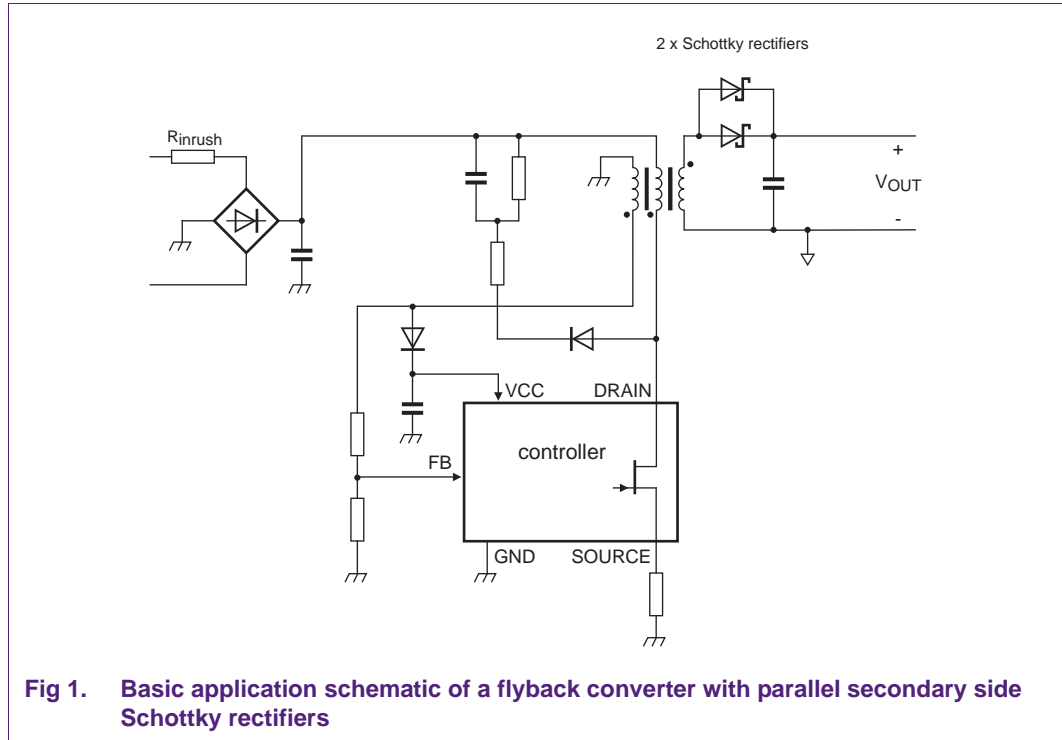 2 x Schottky rectifiers
Rinrush
+
VOUT
-
VCC
DRAIN
controller
FB
GND
SOURCE
Fig 1. Basic application schematic of a flyback converter with parallel secondary side
Schottky rectifiers